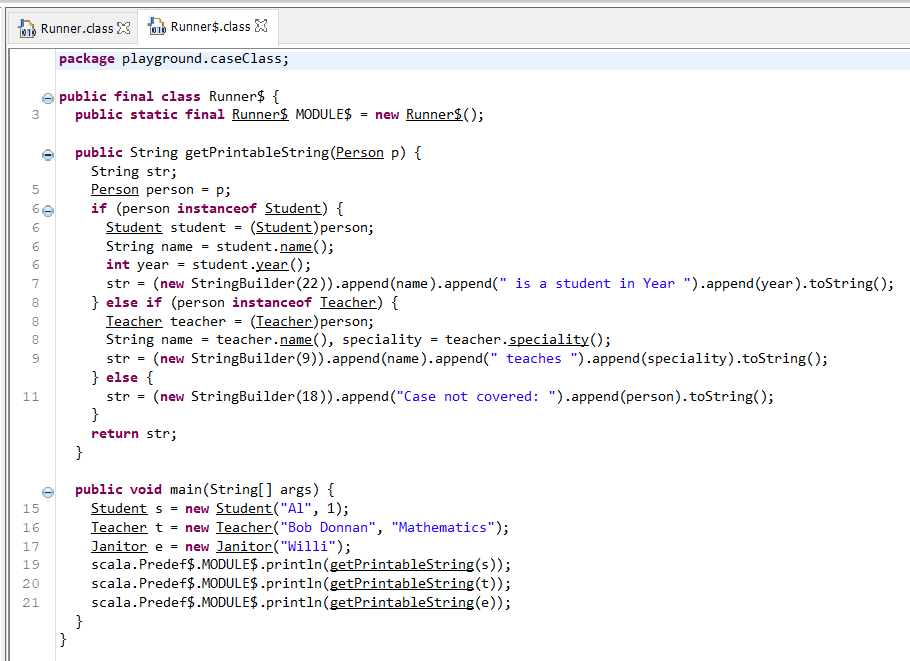 Runner.class Runner$.class
package playground.caseClass;
public final class Runner$ {
3 public static final Runner$ MODULE$ = new Runner$();
public String getPrintableString(Person p) {
String str;
5 Person person = p;
6 if (person instanceof Student) {
6 Student student = (Student)person;
6 String name = student.name();
6 int year = student.year();
7 str = (new StringBuilder(22)).append(name).append(" is a student in Year ").append(year).toString();
8 } else if (person instanceof Teacher) {
8 Teacher teacher = (Teacher)person;
8 String name = teacher.name(), speciality = teacher.speciality();
9 str = (new StringBuilder(9)).append(name).append(" teaches ").append(speciality).toString();
} else {
11 str = (new StringBuilder(18)).append("Case not covered: ").append(person).toString();
}
return str;
}
public void main(String[] args) {
15 Student s = new Student("Al", 1);
16 Teacher t = new Teacher("Bob Donnan", "Mathematics");
17 Janitor e = new Janitor("Willi");
19 scala.Predef$.MODULE$.println(getPrintableString(s));
20 scala.Predef$.MODULE$.println(getPrintableString(t));
21 scala.Predef$.MODULE$.println(getPrintableString(e));
}
}